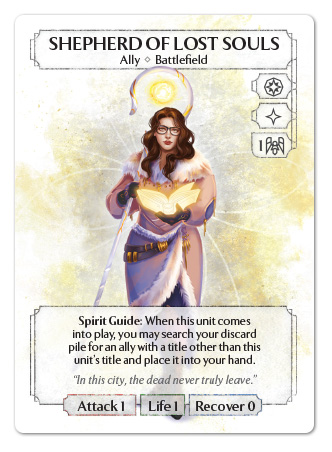 SHEPHERD OF LOST SOULS
Ally ⟡ Battlefield
1
Spirit Guide: When this unit comes
into play, you may search your discard
pile for an ally with a title other than this
unit's title and place it into your hand.
“In this city, the dead never truly leave.”
Attack 1 Life 1 Recover 0